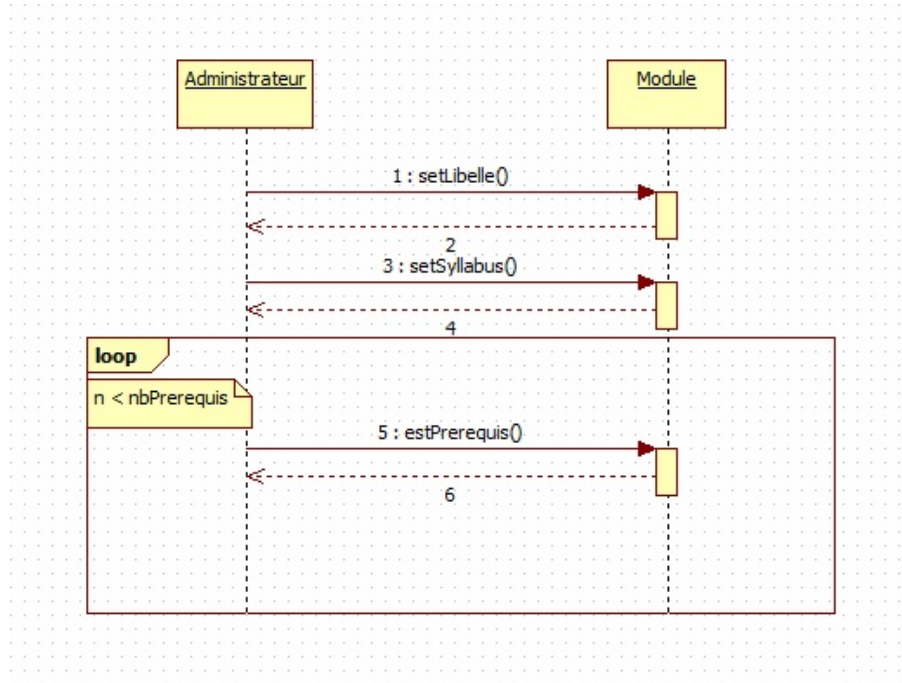 Administrateur
Module
1 : setLibelle()
2
3 : setSyllabus()
4
loop
n < nbPrerequis
5 : estPrerequis()
6